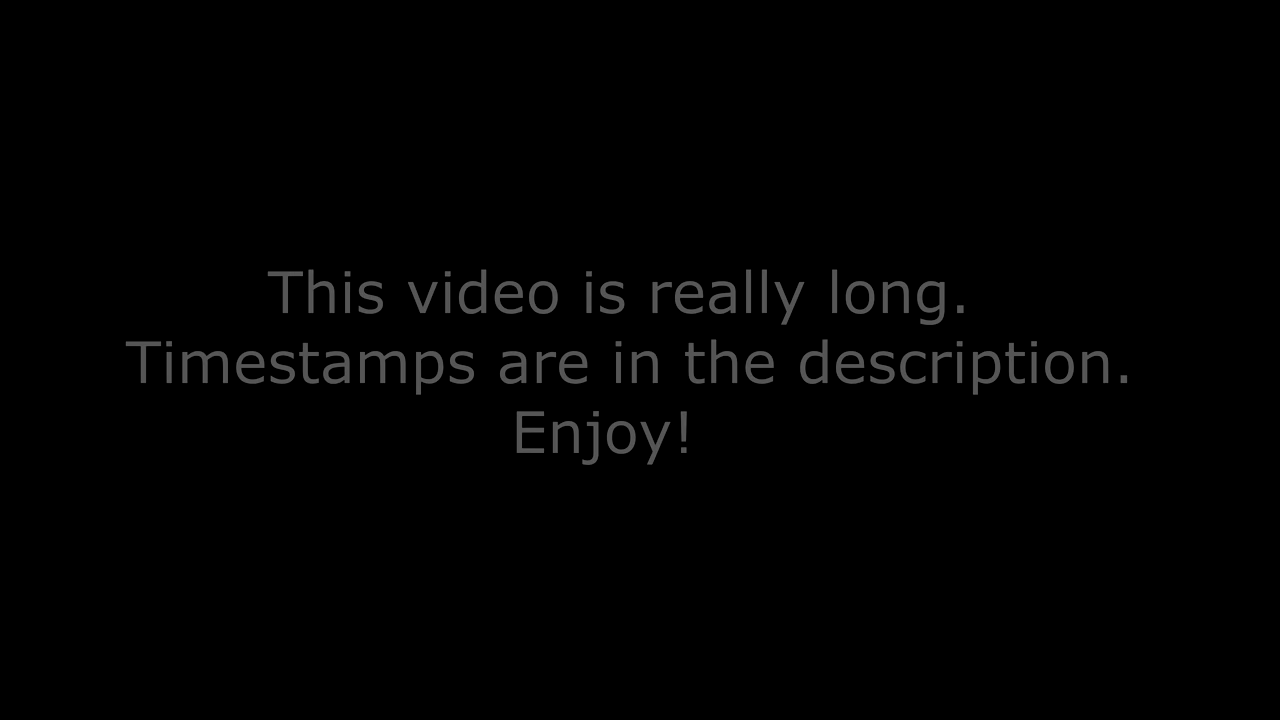 This video is really long.
Timestamps are in the description.
Enjoy!